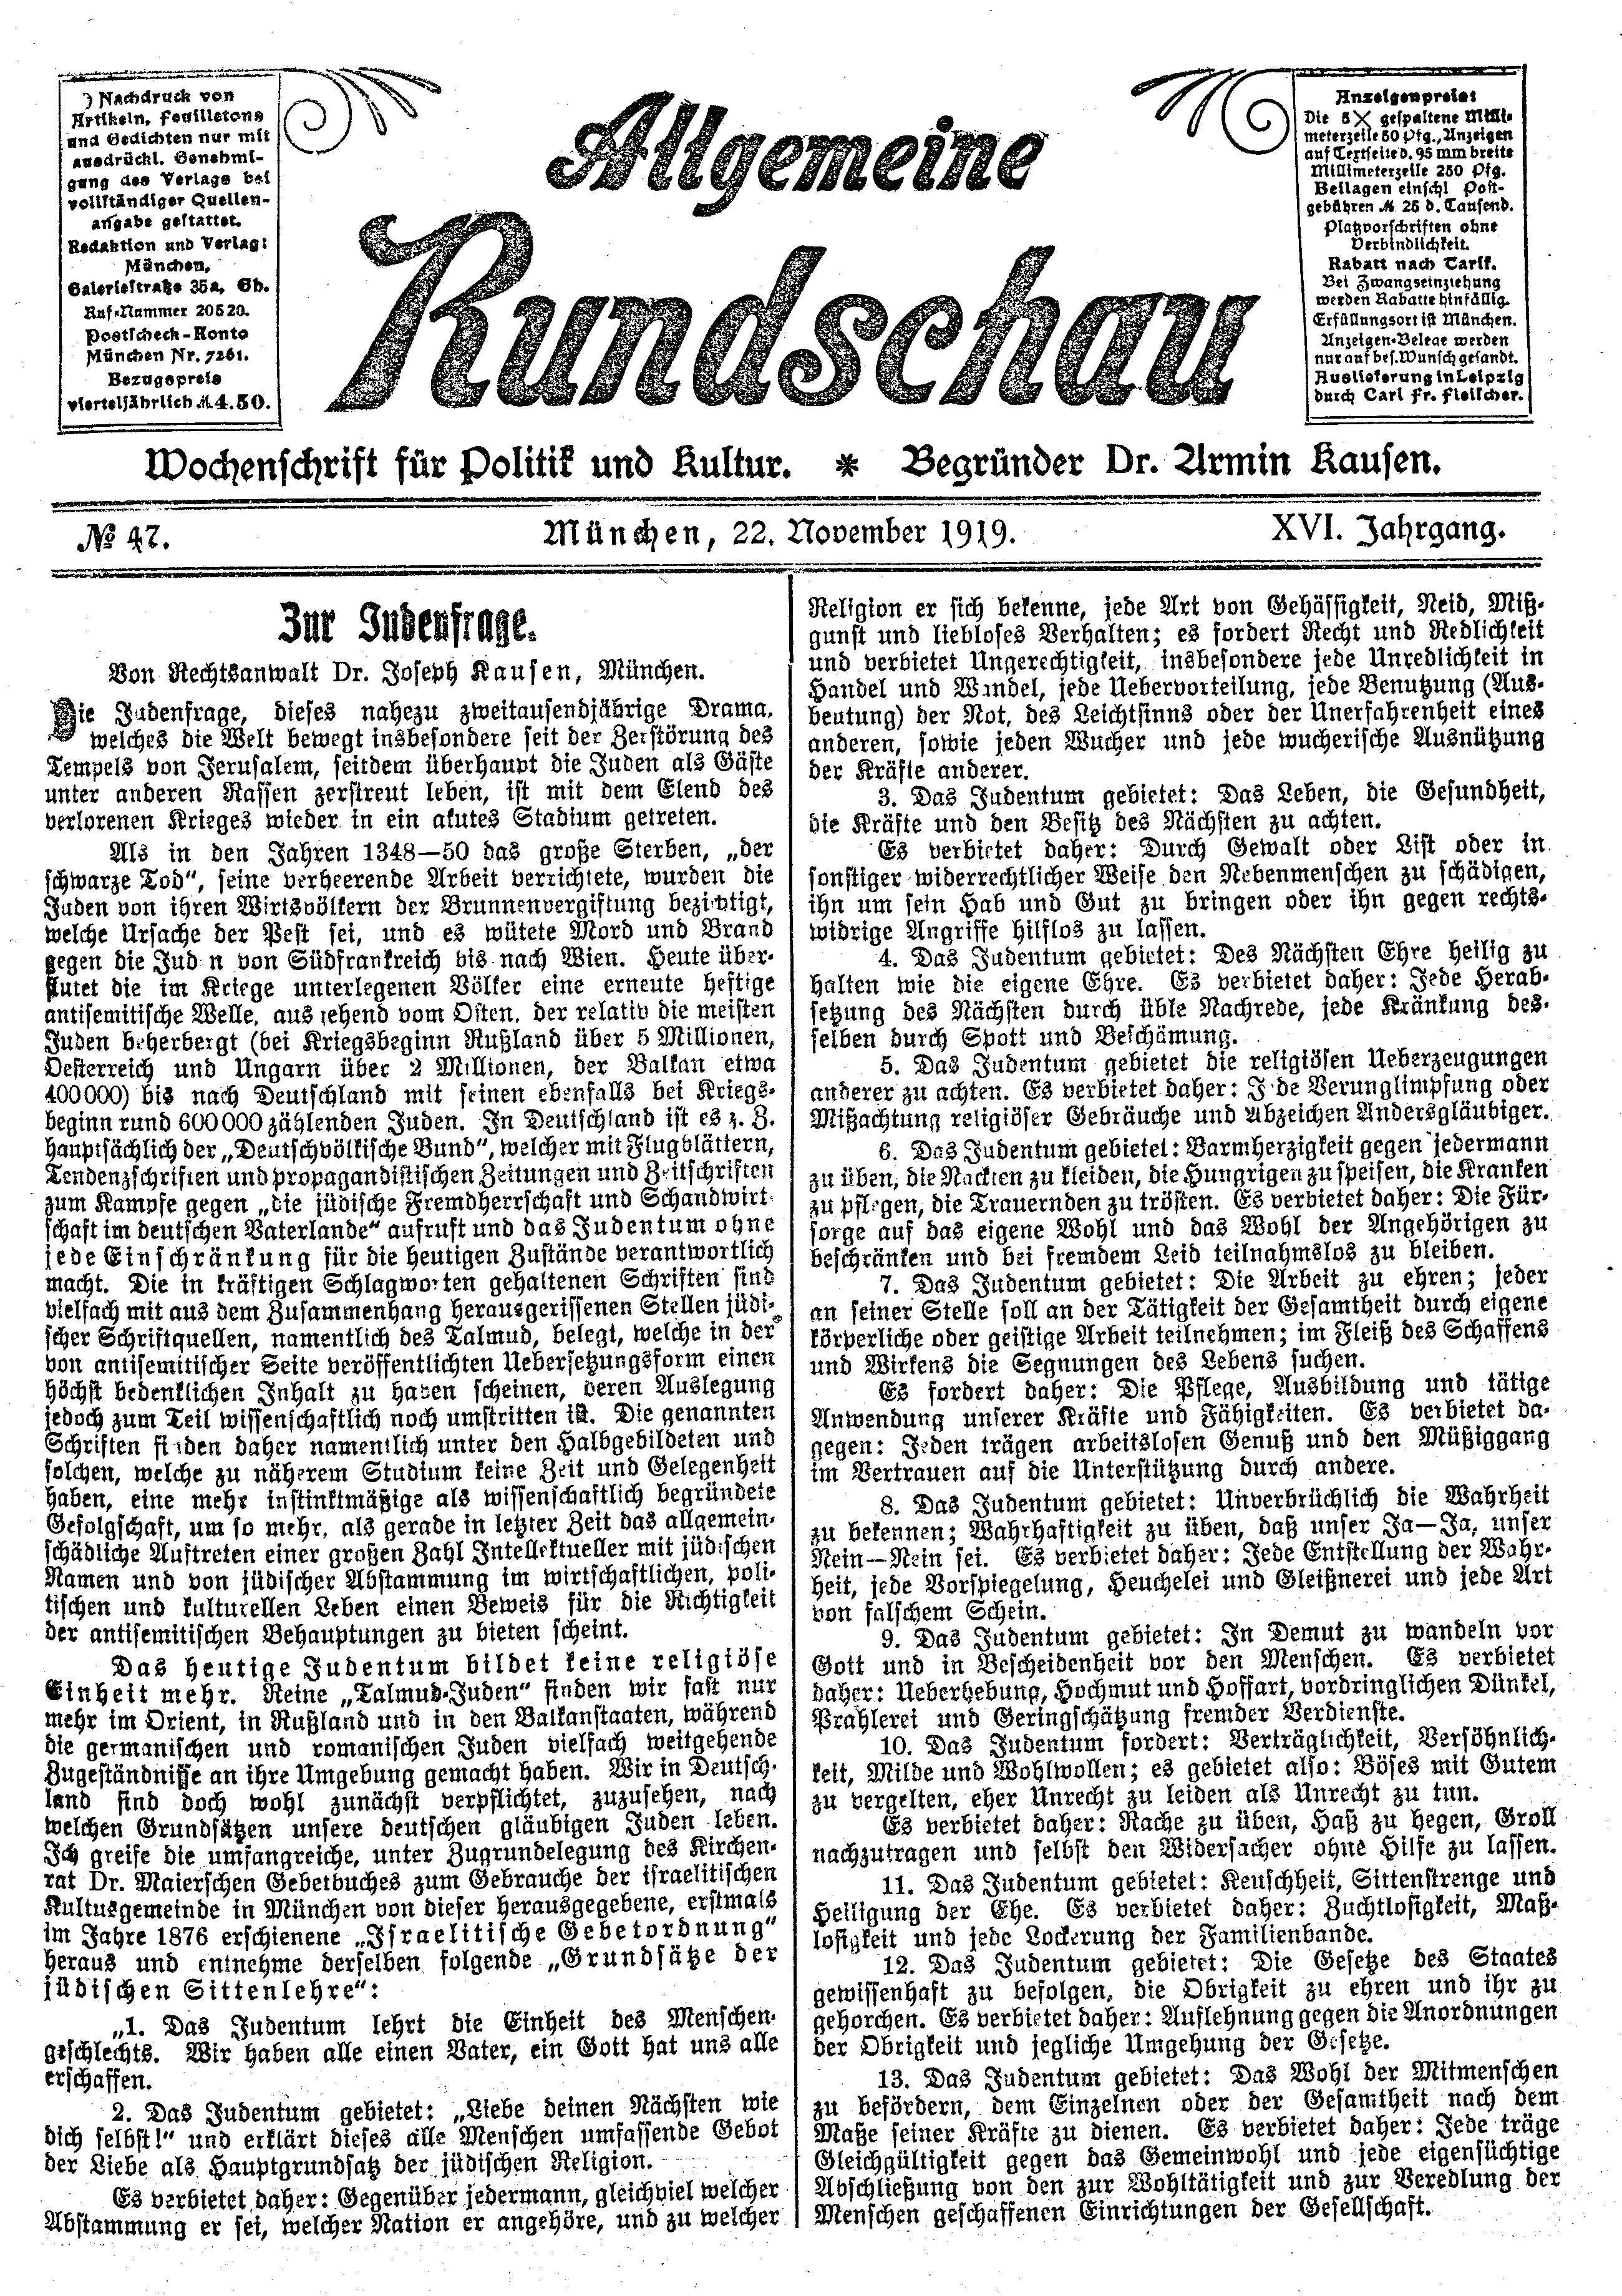 ) Nachdruck von
Artikeln, Feuilletons
und Gedichten nur mit
ausdrückl. Genehmi-
gung des Verlags bei
vollständiger Quellen-
angabe gestattet.
Redaktion und Verlag:
München,
Galeriestraße 35a, Gh.
Ruf-Nummer 20520.
Postscheck-Konto
München Nr. 7261.
Bezugspreis
vierteljährlich M. 4.50.
Allgemeine
Rundschau
Anzeigenpreis:
Die 5 X gespaltene Milli-
meterzeile 50 Pfg., Anzeigen
auf Textseite d. 95 mm breite
Millimeterzeile 250 Pfg.
Beilagen einschl Post-
gebühren M 25 d. Tausend.
Platzvorschriften ohne
Verbindlichkeit.
Rabatt nach Tarif.
Bei Zwangseinziehung
werden Rabatte hinfällig.
Erfüllungsort ist München.
Anzeigen-Belege werden
nur auf bes. Wunsch gesandt.
Auslieferung in Leipzig
durch Carl Fr. Fleischer.
Wochenschrift für Politik und Kultur. * Begründer Dr. Armin Kausen.
№ 47.
München, 22. November 1919.
XVI. Jahrgang.
Zur Judenfrage.
Von Rechtsanwalt Dr. Joseph Kausen, München.
Die Judenfrage, dieses nahezu zweitausendjährige Drama,
welches die Welt bewegt insbesondere seit der Zerstörung des
Tempels von Jerusalem, seitdem überhaupt die Juden als Gäste
unter anderen Rassen zerstreut leben, ist mit dem Elend des
verlorenen Krieges wieder in ein akutes Stadium getreten.
Als in den Jahren 1348—50 das große Sterben, „der
schwarze Tod“, seine verheerende Arbeit verrichtete, wurden die
Juden von ihren Wirtsvölkern der Brunnenvergiftung bezichtigt,
welche Ursache der Pest sei, und es wütete Mord und Brand
gegen die Jud n von Südfrankreich bis nach Wien. Heute über-
flutet die im Kriege unterlegenen Völker eine erneute heftige
antisemitische Welle, ausgehend vom Osten, der relativ die meisten
Juden beherbergt (bei Kriegsbeginn Rußland über 5 Millionen,
Oesterreich und Ungarn über 2 Millionen, der Balkan etwa
400000) bis nach Deutschland mit seinen ebenfalls bei Kriegs-
beginn rund 600000 zählenden Juden. In Deutschland ist es z. Z.
hauptsächlich der „Deutschvölkische Bund“, welcher mit Flugblättern,
Tendenzschriften und propagandistischen Zeitungen und Zeitschriften
zum Kampfe gegen „die jüdische Fremdherrschaft und Schandwirt-
schaft im deutschen Vaterlande“ aufruft und das Judentum ohne
jede Einschränkung für die heutigen Zustände verantwortlich
macht. Die in kräftigen Schlagworten gehaltenen Schriften sind
vielfach mit aus dem Zusammenhang herausgerissenen Stellen jüdi-
scher Schriftquellen, namentlich des Talmud, belegt, welche in der
von antisemitischer Seite veröffentlichten Uebersetzungsform einen
höchst bedenklichen Inhalt zu haben scheinen, deren Auslegung
jedoch zum Teil wissenschaftlich noch umstritten ist. Die genannten
Schriften finden daher namentlich unter den Halbgebildeten und
solchen, welche zu näherem Studium keine Zeit und Gelegenheit
haben, eine mehr instinktmäßige als wissenschaftlich begründete
Gefolgschaft, um so mehr, als gerade in letzter Zeit das allgemein-
schädliche Auftreten einer großen Zahl Intellektueller mit jüdischen
Namen und von jüdischer Abstammung im wirtschaftlichen, poli-
tischen und kulturellen Leben einen Beweis für die Richtigkeit
der antisemitischen Behauptungen zu bieten scheint.
Das heutige Judentum bildet keine religiöse
Einheit mehr. Reine „Talmud-Juden“ finden wir fast nur
mehr im Orient, in Rußland und in den Balkanstaaten, während
die germanischen und romanischen Juden vielfach weitgehende
Zugeständnisse an ihre Umgebung gemacht haben. Wir in Deutsch-
land sind doch wohl zunächst verpflichtet, zuzusehen, nach
welchen Grundsätzen unsere deutschen gläubigen Juden leben.
Ich greife die umfangreiche, unter Zugrundelegung des Kirchen-
rat Dr. Maierschen Gebetbuches zum Gebrauche der israelitischen
Kultusgemeinde in München von dieser herausgegebene, erstmals
im Jahre 1876 erschienene „Israelitische Gebetordnung“
heraus und entnehme derselben folgende „Grundsätze der
jüdischen Sittenlehre“:
„1. Das Judentum lehrt die Einheit des Menschen-
geschlechts. Wir haben alle einen Vater, ein Gott hat uns alle
erschaffen.
2. Das Judentum gebietet: „Liebe deinen Nächsten wie
dich selbst!“ und erklärt dieses alle Menschen umfassende Gebot
der Liebe als Hauptgrundsatz der jüdischen Religion.
Es verbietet daher: Gegenüber jedermann, gleichviel welcher
Abstammung er sei, welcher Nation er angehöre, und zu welcher
Religion er sich bekenne, jede Art von Gehässigkeit, Neid, Miß-
gunst und liebloses Verhalten; es fordert Recht und Redlichkeit
und verbietet Ungerechtigkeit, insbesondere jede Unredlichkeit in
Handel und Wandel, jede Uebervorteilung, jede Benutzung (Aus-
beutung) der Not, des Leichtsinns oder der Unerfahrenheit eines
anderen, sowie jeden Wucher und jede wucherische Ausnützung
der Kräfte anderer.
3. Das Judentum gebietet: Das Leben, die Gesundheit,
die Kräfte und den Besitz des Nächsten zu achten.
Es verbietet daher: Durch Gewalt oder List oder in
sonstiger widerrechtlicher Weise den Nebenmenschen zu schädigen,
ihn um sein Hab und Gut zu bringen oder ihn gegen rechts-
widrige Angriffe hilflos zu lassen.
4. Das Judentum gebietet: Des Nächsten Ehre heilig zu
halten wie die eigene Ehre. Es verbietet daher: Jede Herab-
setzung des Nächsten durch üble Nachrede, jede Kränkung des-
selben durch Spott und Beschämung.
5. Das Judentum gebietet die religiösen Ueberzeugungen
anderer zu achten. Es verbietet daher: J de Verunglimpfung oder
Mißachtung religiöser Gebräuche und Abzeichen Andersgläubiger.
6. Das Judentum gebietet: Barmherzigkeit gegen jedermann
zu üben, die Nackten zu kleiden, die Hungrigen zu speisen, die Kranken
zu pflegen, die Trauernden zu trösten. Es verbietet daher: Die Für-
sorge auf das eigene Wohl und das Wohl der Angehörigen zu
beschränken und bei fremdem Leid teilnahmslos zu bleiben.
7. Das Judentum gebietet: Die Arbeit zu ehren; jeder
an seiner Stelle soll an der Tätigkeit der Gesamtheit durch eigene
körperliche oder geistige Arbeit teilnehmen; im Fleiß des Schaffens
und Wirkens die Segnungen des Lebens suchen.
Es fordert daher: Die Pflege, Ausbildung und tätige
Anwendung unserer Kräfte und Fähigkeiten. Es verbietet da-
gegen: Jeden trägen arbeitslosen Genuß und den Müßiggang
im Vertrauen auf die Unterstützung durch andere.
8. Das Judentum gebietet: Unverbrüchlich die Wahrheit
zu bekennen; Wahrhaftigkeit zu üben, daß unser Ja—Ja, unser
Nein—Nein sei. Es verbietet daher: Jede Entstellung der Wahr-
heit, jede Vorspiegelung, Heuchelei und Gleißnerei und jede Art
von falschem Schein.
9. Das Judentum gebietet: In Demut zu wandeln vor
Gott und in Bescheidenheit vor den Menschen. Es verbietet
daher: Ueberhebung, Hochmut und Hoffart, vordringlichen Dünkel,
Prahlerei und Geringschätzung fremder Verdienste.
10. Das Judentum fordert: Verträglichkeit, Versöhnlich-
keit, Milde und Wohlwollen; es gebietet also: Böses mit Gutem
zu vergelten, eher Unrecht zu leiden als Unrecht zu tun.
Es verbietet daher: Rache zu üben, Haß zu hegen, Groll
nachzutragen und selbst den Widersacher ohne Hilfe zu lassen.
11. Das Judentum gebietet: Keuschheit, Sittenstrenge und
Heiligung der Ehe. Es verbietet daher: Zuchtlosigkeit, Maß-
losigkeit und jede Lockerung der Familienbande.
12. Das Judentum gebietet: Die Gesetze des Staates
gewissenhaft zu befolgen, die Obrigkeit zu ehren und ihr zu
gehorchen. Es verbietet daher: Auflehnung gegen die Anordnungen
der Obrigkeit und jegliche Umgehung der Gesetze.
13. Das Judentum gebietet: Das Wohl der Mitmenschen
zu befördern, dem Einzelnen oder der Gesamtheit nach dem
Maße seiner Kräfte zu dienen. Es verbietet daher: Jede träge
Gleichgültigkeit gegen das Gemeinwohl und jede eigensüchtige
Abschließung von den zur Wohltätigkeit und zur Veredlung der
Menschen geschaffenen Einrichtungen der Gesellschaft.